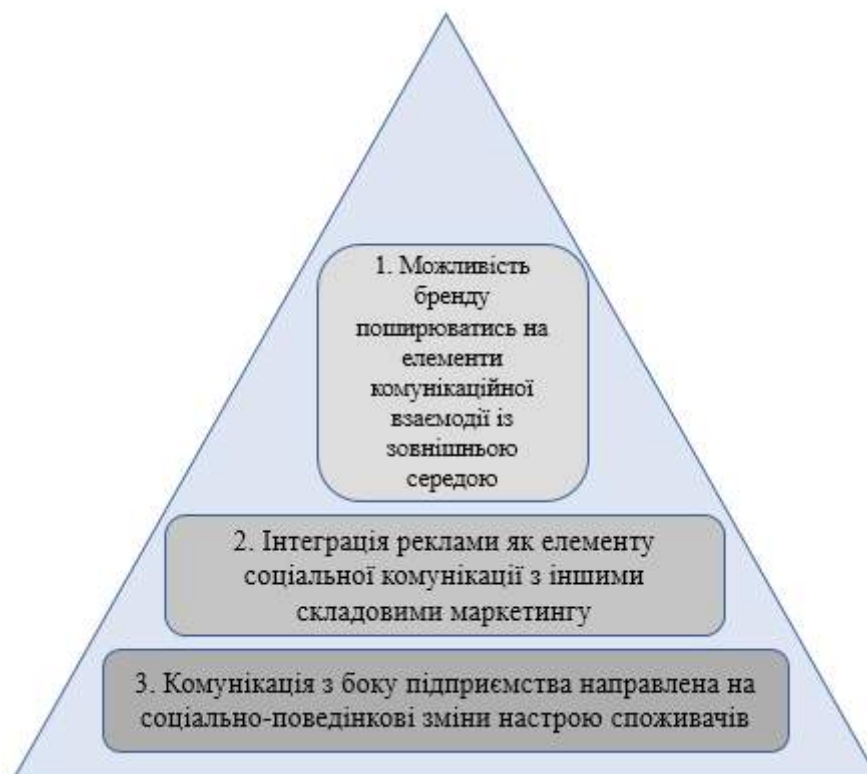 1. Можливість
бренду
поширюватись на
елементи
комунікаційної
взаємодії із
зовнішньою
середою
2. Інтеграція реклами як елементу
соціальної комунікації з іншими
складовими маркетингу
3. Комунікація з боку підприємства направлена на
соціально-поведінкові зміни настрою споживачів